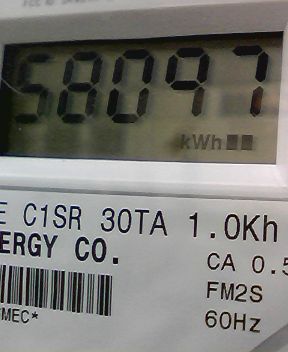 58097
kWh
E C1SR 30TA 1.0Kh
ERGY CO.
CA 0.5
FM2S
MEC*
60Hz